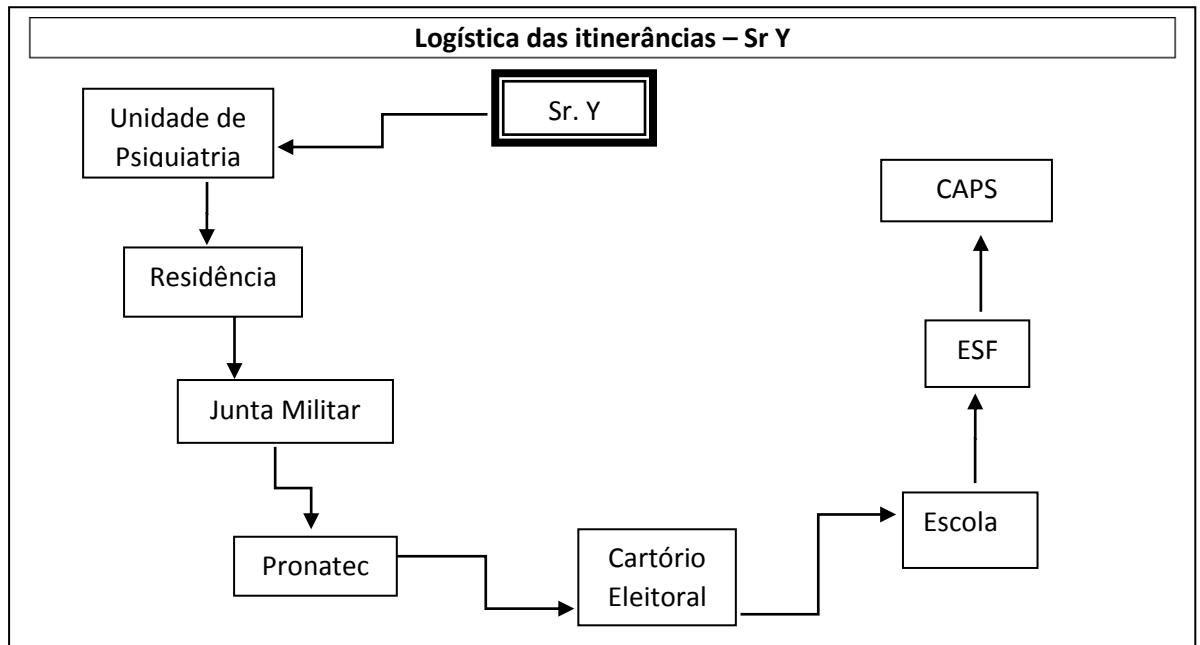 Logística das itinerâncias – Sr Y
Sr. Y
Unidade de
Psiquiatria
Residência
Junta Militar
Pronatec
Cartório
Eleitoral
Escola
ESF
CAPS